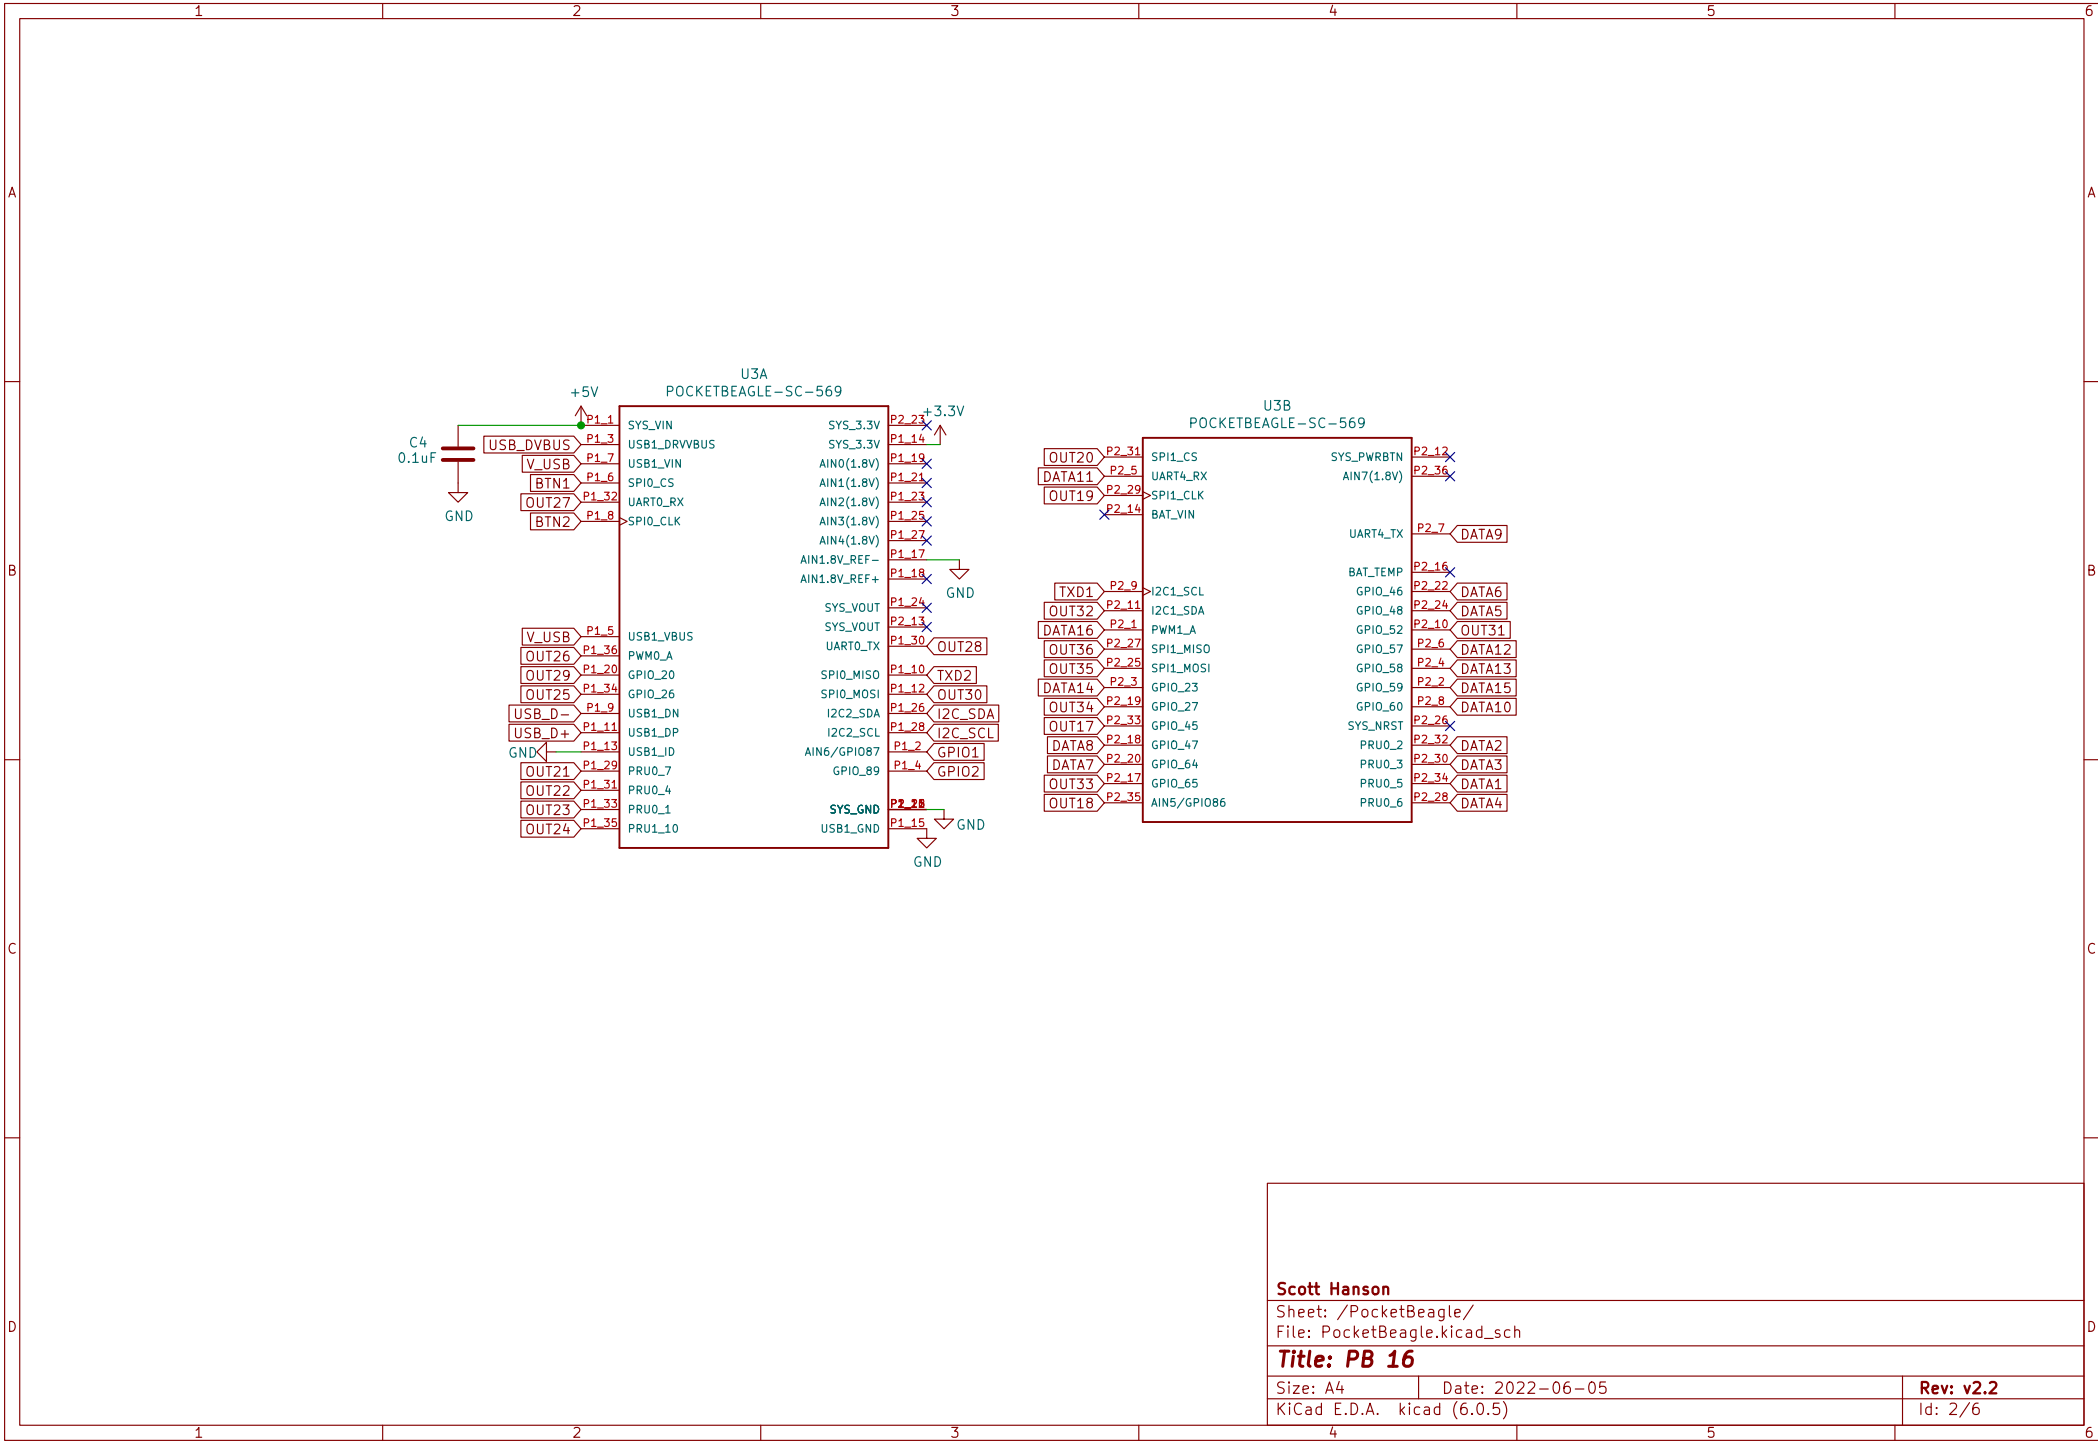 1 2 3 4 5 6
A A
B B
C C
D D
U3A
POCKETBEAGLE-SC-569
+5V
C4
0.1uF
GND
+3.3V
P1_1 SYS_VIN
USB_DVBUS P1_3 USB1_DRVVBUS
V_USB P1_7 USB1_VIN
BTN1 P1_6 SPI0_CS
OUT27 P1_32 UART0_RX
BTN2 P1_8 SPI0_CLK
V_USB P1_5 USB1_VBUS
OUT26 P1_36 PWM0_A
OUT29 P1_20 GPIO_20
OUT25 P1_34 GPIO_26
USB_D- P1_9 USB1_DN
USB_D+ P1_11 USB1_DP
GND P1_13 USB1_ID
OUT21 P1_29 PRU0_7
OUT22 P1_31 PRU0_4
OUT23 P1_33 PRU0_1
OUT24 P1_35 PRU1_10
SYS_3.3V P2_23
SYS_3.3V P1_14
AIN0(1.8V) P1_19
AIN1(1.8V) P1_21
AIN2(1.8V) P1_23
AIN3(1.8V) P1_25
AIN4(1.8V) P1_27
AIN1.8V_REF- P1_17
AIN1.8V_REF+ P1_18
GND
SYS_VOUT P1_24
SYS_VOUT P2_13
UART0_TX P1_30 OUT28
SPI0_MISO P1_10 TXD2
SPI0_MOSI P1_12 OUT30
I2C2_SDA P1_26 I2C_SDA
I2C2_SCL P1_28 I2C_SCL
AIN6/GPIO87 P1_2 GPIO1
GPIO_89 P1_4 GPIO2
SYS_GND GND
USB1_GND P1_15
GND
U3B
POCKETBEAGLE-SC-569
OUT20 P2_31 SPI1_CS
DATA11 P2_5 UART4_RX
OUT19 P2_29 SPI1_CLK
P2_14 BAT_VIN
TXD1 P2_9 I2C1_SCL
OUT32 P2_11 I2C1_SDA
DATA16 P2_1 PWM1_A
OUT36 P2_27 SPI1_MISO
OUT35 P2_25 SPI1_MOSI
DATA14 P2_3 GPIO_23
OUT34 P2_19 GPIO_27
OUT17 P2_33 GPIO_45
DATA8 P2_18 GPIO_47
DATA7 P2_20 GPIO_64
OUT33 P2_17 GPIO_65
OUT18 P2_35 AIN5/GPIO86
SYS_PWRBTN P2_12
AIN7(1.8V) P2_36
UART4_TX P2_7 DATA9
BAT_TEMP P2_16
GPIO_46 P2_22 DATA6
GPIO_48 P2_24 DATA5
GPIO_52 P2_10 OUT31
GPIO_57 P2_6 DATA12
GPIO_58 P2_4 DATA13
GPIO_59 P2_2 DATA15
GPIO_60 P2_8 DATA10
SYS_NRST P2_26
PRU0_2 P2_32 DATA2
PRU0_3 P2_30 DATA3
PRU0_5 P2_34 DATA1
PRU0_6 P2_28 DATA4
Scott Hanson
Sheet: /PocketBeagle/
File: PocketBeagle.kicad_sch
Title: PB 16
Size: A4 Date: 2022-06-05 Rev: v2.2
KiCad E.D.A. kicad (6.0.5) Id: 2/6
1 2 3 4 5 6